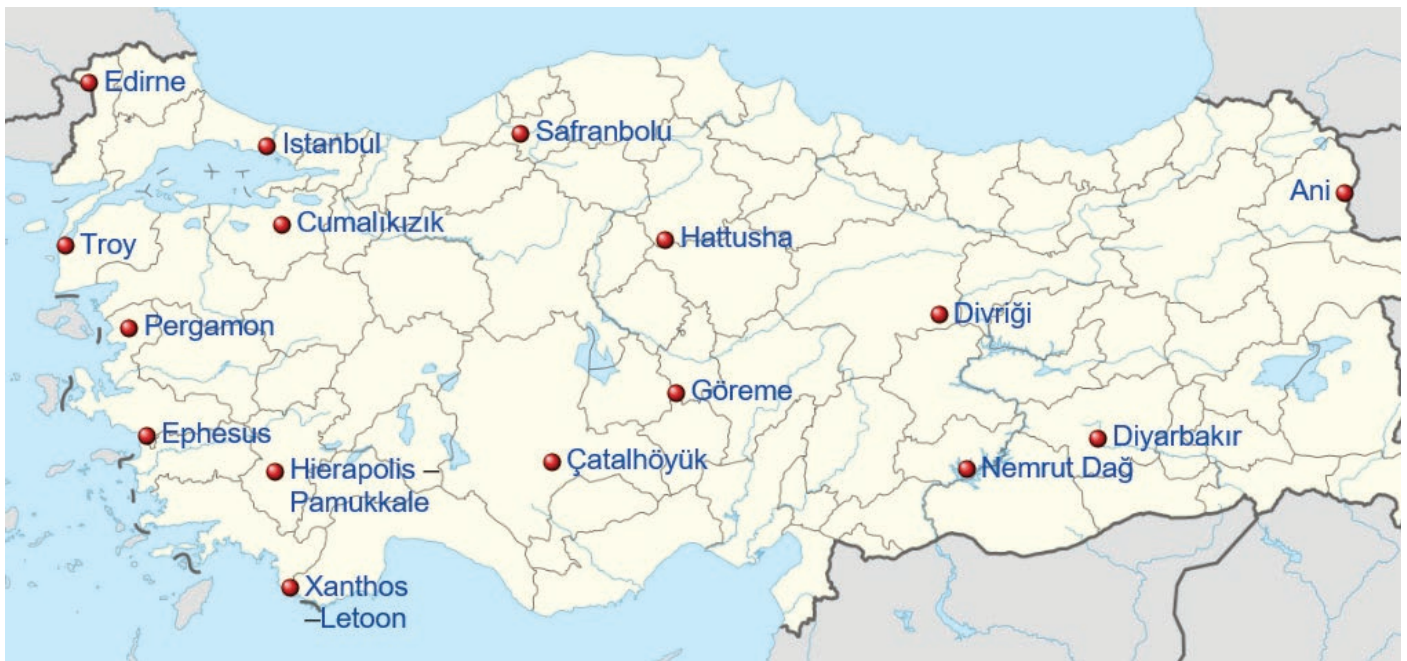 Edirne
Istanbul
Safranbolu
Ani
Cumalıkızık
Troy
Hattusha
Pergamon
Divriği
Göreme
Ephesus
Diyarbakır
Hierapolis –
Pamukkale
Çatalhöyük
Nemrut Dağ
Xanthos
–Letoon